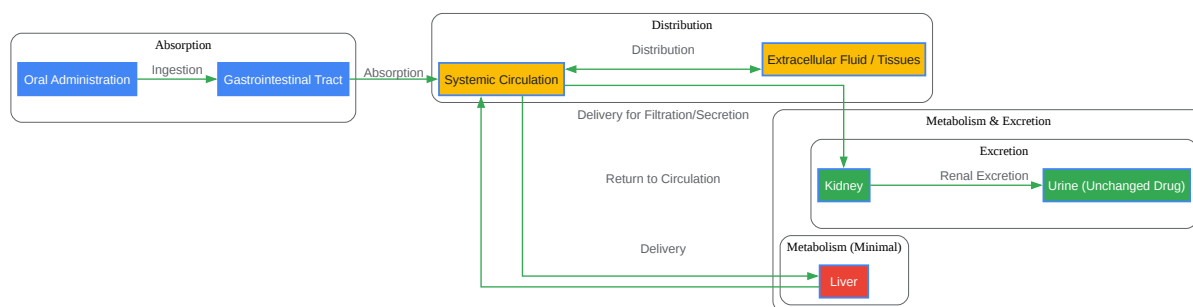 Distribution
Absorption
Distribution
Oral Administration
Ingestion
Gastrointestinal Tract
Absorption
Systemic Circulation
Extracellular Fluid / Tissues
Delivery for Filtration/Secretion
Metabolism & Excretion
Excretion
Return to Circulation
Kidney
Renal Excretion
Urine (Unchanged Drug)
Delivery
Metabolism (Minimal)
Liver